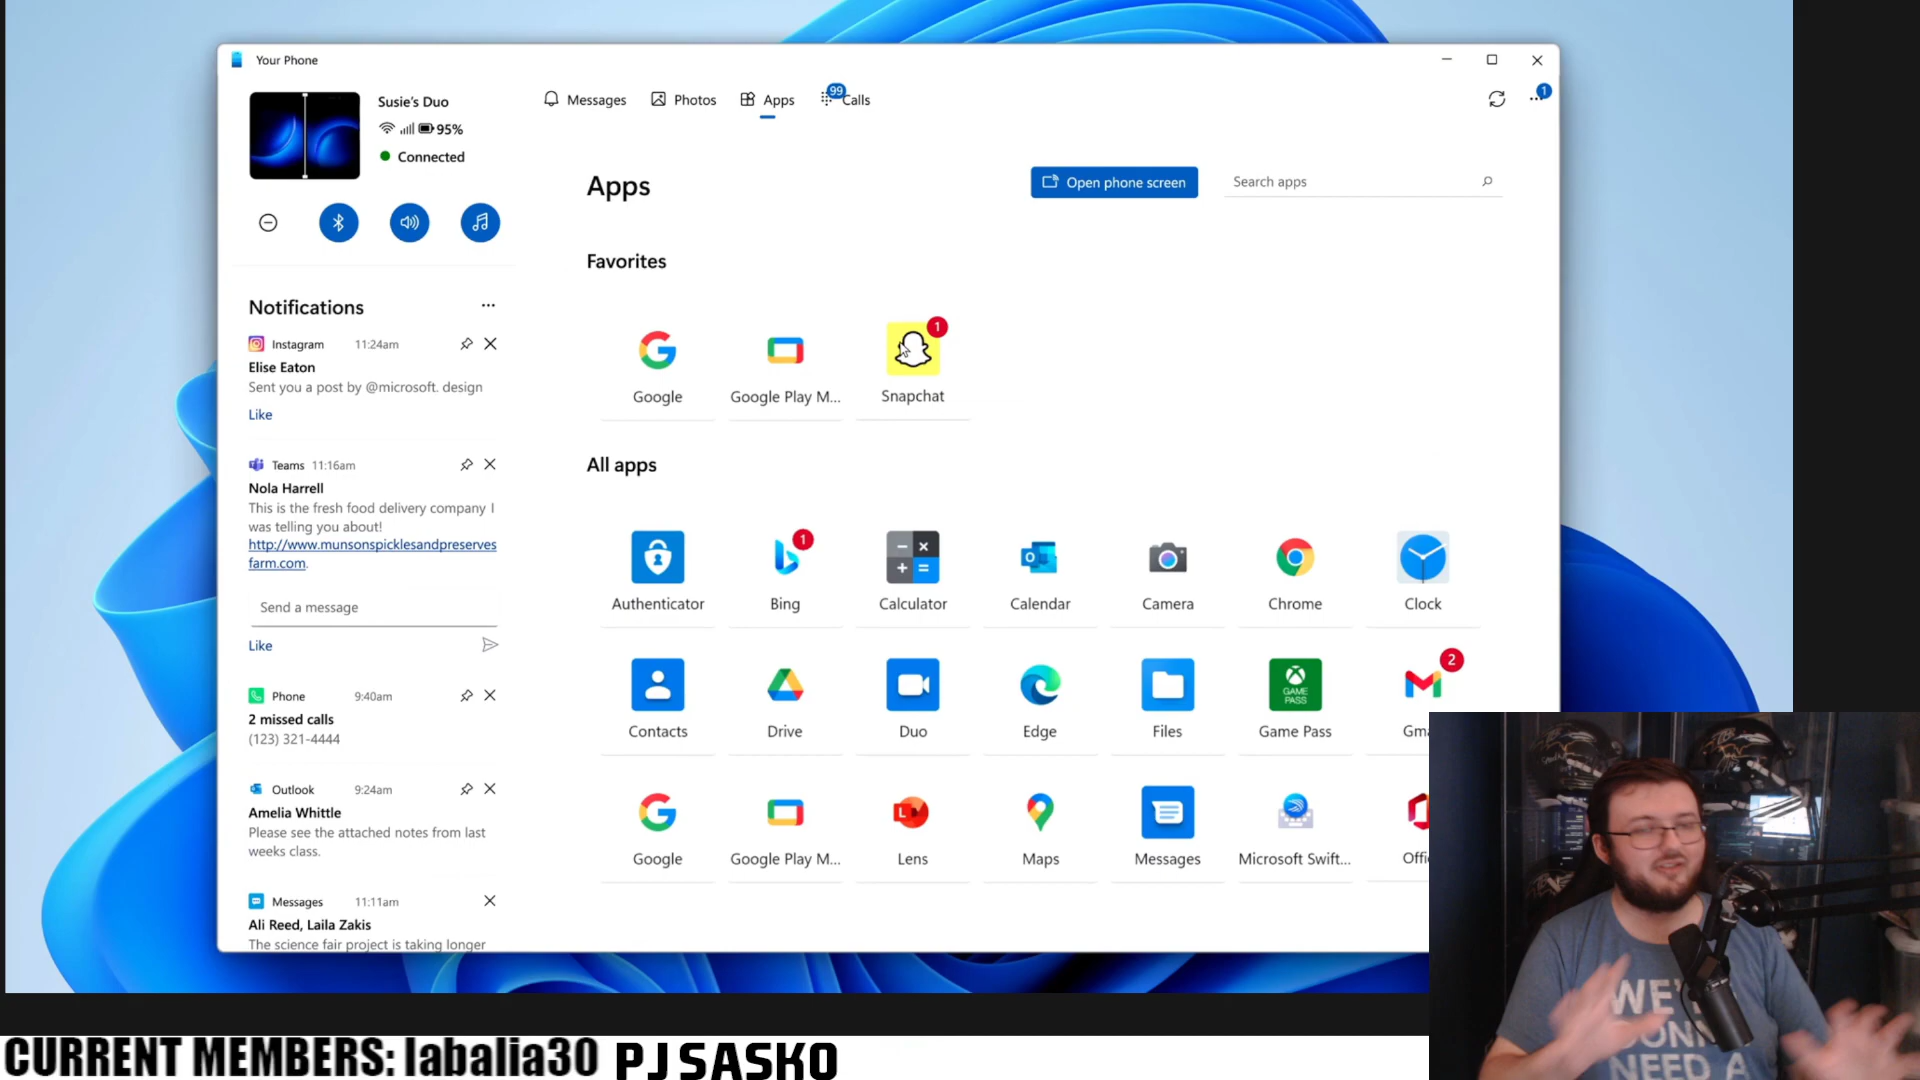 Your Phone
Susie's Duo
95%
Connected
Messages
Photos
Apps
99
Calls
1
Apps
Open phone screen
Search apps
Notifications
Instagram 11:24am
Elise Eaton
Sent you a post by @microsoft. design
Like
Teams 11:16am
Nola Harrell
This is the fresh food delivery company I
was telling you about!
http://www.munsonspicklesandpreserves
farm.com.
Send a message
Like
Phone 9:40am
2 missed calls
(123) 321-4444
Outlook 9:24am
Amelia Whittle
Please see the attached notes from last
weeks class.
Messages 11:11am
Ali Reed, Laila Zakis
The science fair project is taking longer
Favorites
1
Google
Google Play M...
Snapchat
All apps
1
Authenticator
Bing
Calculator
Calendar
Camera
Chrome
Clock
GAME
PASS
2
Contacts
Drive
Duo
Edge
Files
Game Pass
Gma
Google
Google Play M...
Lens
Maps
Messages
Microsoft Swift...
Offi
WE'
NEED A
CURRENT MEMBERS: labalia30 PJ SASKO